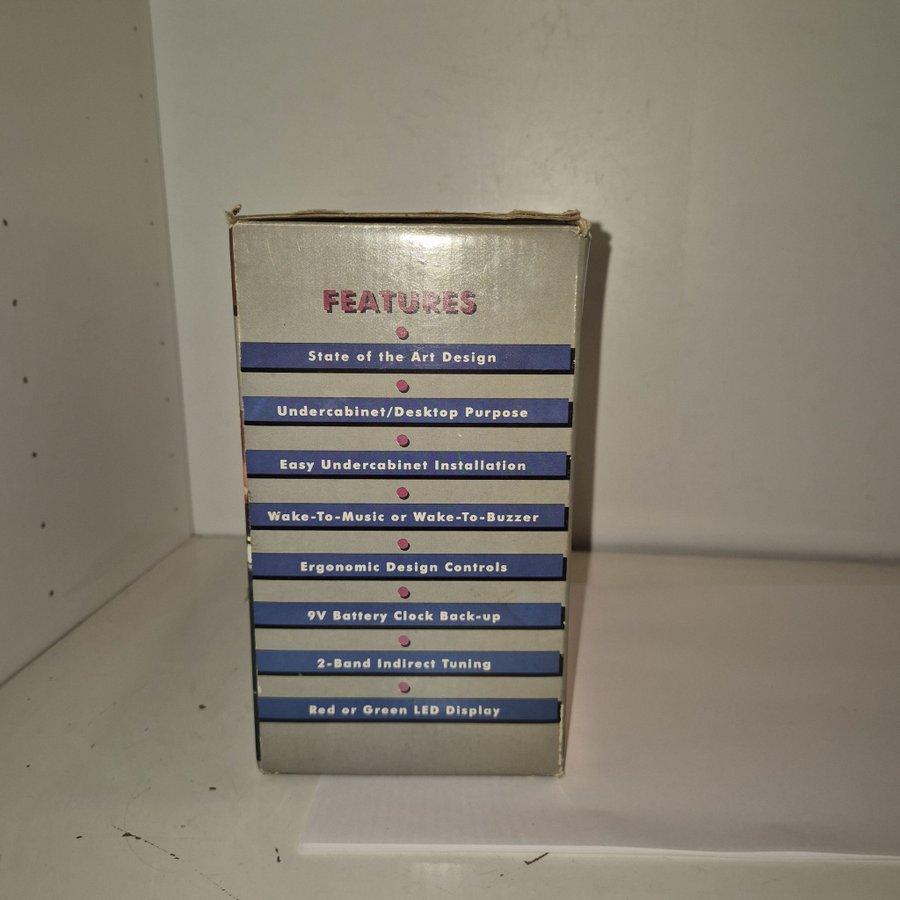 FEATURES
State of the Art Design
Undercabinet/Desktop Purpose
Easy Undercabinet Installation
Wake-To-Music or Wake-To-Buzzer
Ergonomic Design Controls
9V Battery Clock Back-up
2-Band Indirect Tuning
Red or Green LED Display